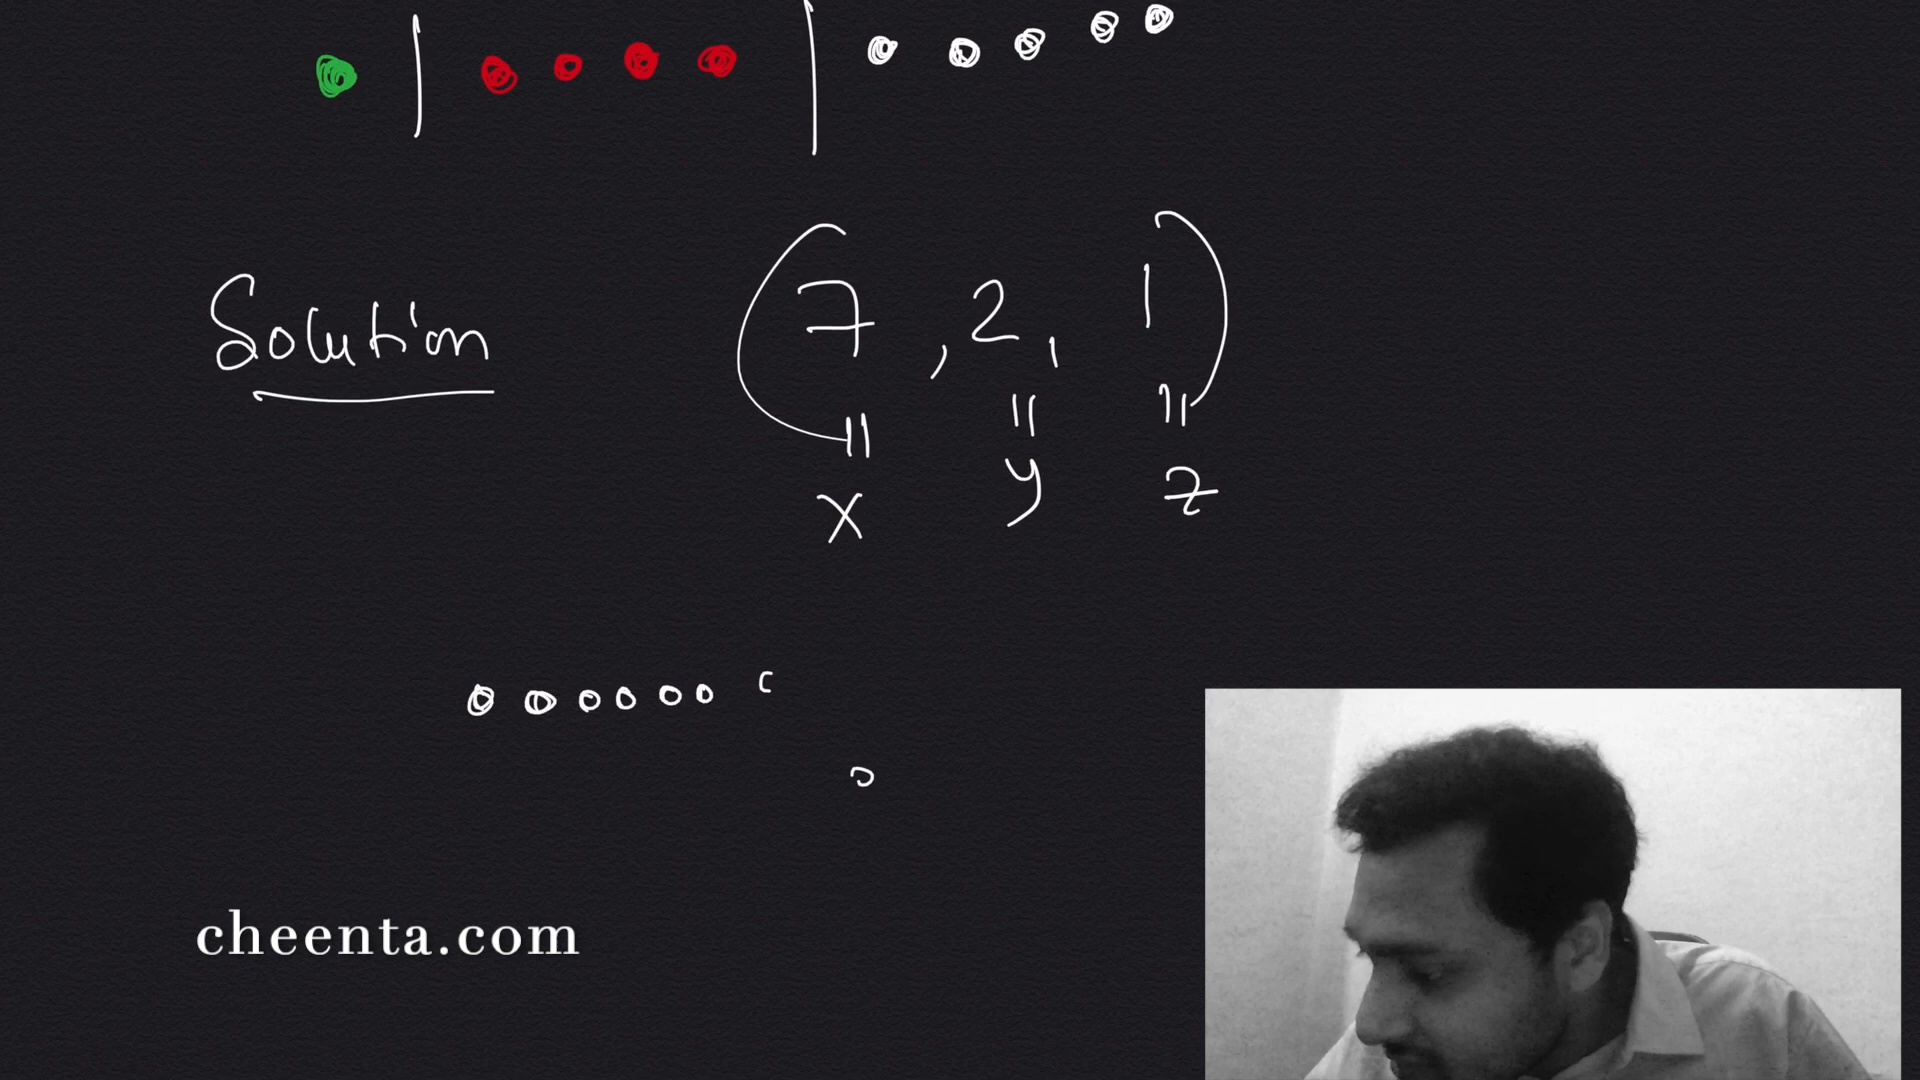 Solution (7, 2, 1)
|| || ||
x y z
cheenta.com